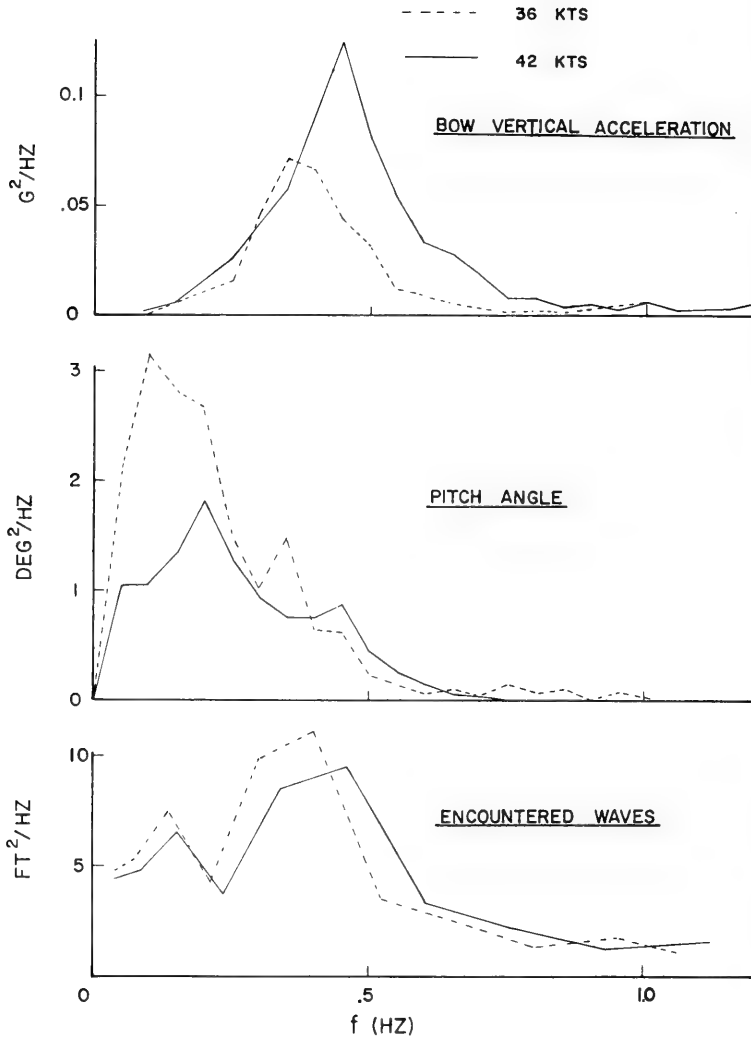 36 KTS
42 KTS
BOW VERTICAL ACCELERATION
G²/HZ
0.1
.05
0
PITCH ANGLE
DEG²/HZ
3
2
1
0
ENCOUNTERED WAVES
FT²/HZ
10
5
0
.5
1.0
f (HZ)